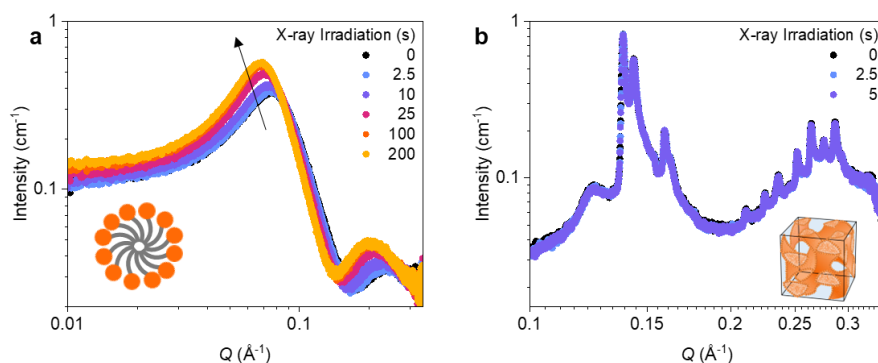 a
X-ray Irradiation (s)
0
2.5
10
25
100
200
1
0.1
Intensity (cm⁻¹)
0.01
0.1
Q (Å⁻¹)
b
X-ray Irradiation (s)
0
2.5
5
1
0.1
Intensity (cm⁻¹)
0.1
0.15
0.2
0.25
0.3
Q (Å⁻¹)